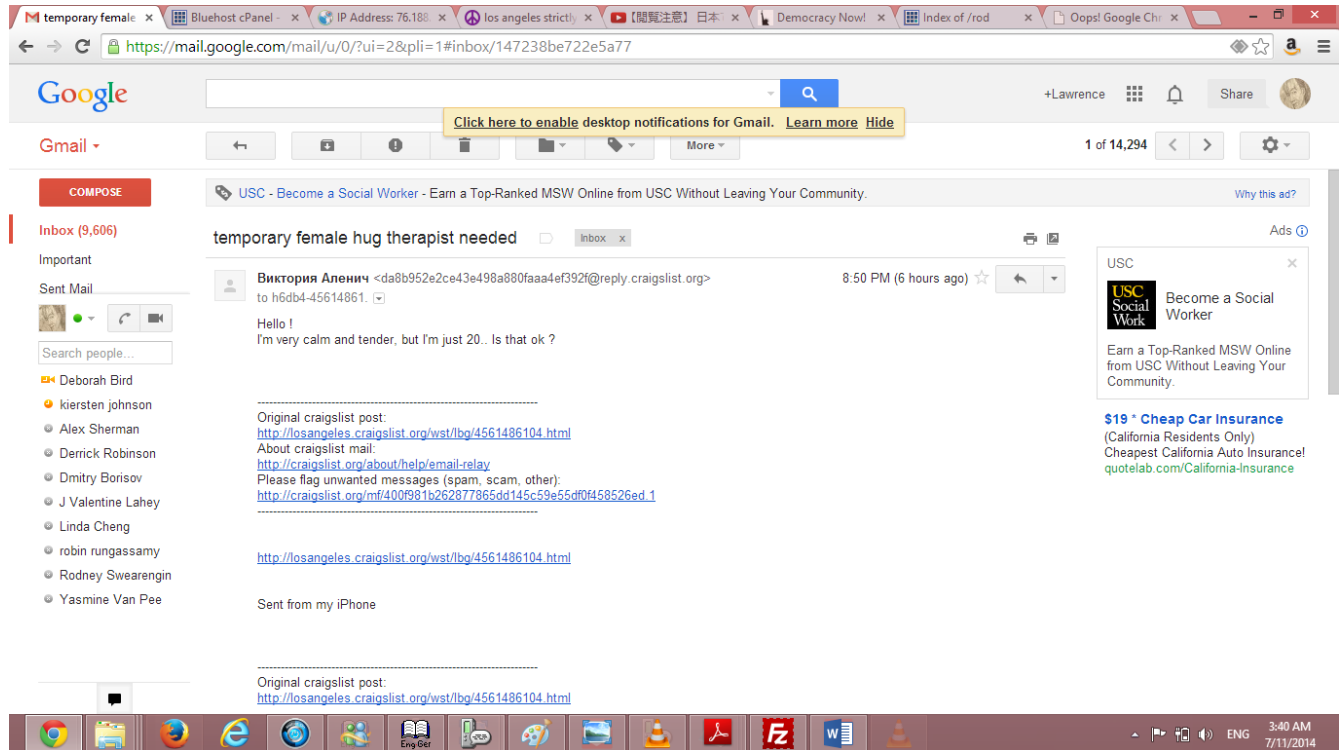 temporary female
Bluehost cPanel -
IP Address: 76.188.
los angeles strictly
【閲覧注意】 日本
Democracy Now!
Index of /rod
Oops! Google Chr
https://mail.google.com/mail/u/0/?ui=2&pli=1#inbox/147238be722e5a77
Google
+Lawrence
Share
Click here to enable desktop notifications for Gmail. Learn more Hide
Gmail
More
1 of 14,294
COMPOSE
USC - Become a Social Worker - Earn a Top-Ranked MSW Online from USC Without Leaving Your Community.
Why this ad?
Inbox (9,606)
Important
Sent Mail
Search people...
Deborah Bird
kiersten johnson
Alex Sherman
Derrick Robinson
Dmitry Borisov
J Valentine Lahey
Linda Cheng
robin rungassamy
Rodney Swearengin
Yasmine Van Pee
temporary female hug therapist needed
Inbox x
Виктория Апенич <da8b952e2ce43e498a880faaa4ef392f@reply.craigslist.org>
8:50 PM (6 hours ago)
to h6db4-45614861.
Hello !
I'm very calm and tender, but I'm just 20.. Is that ok ?
----------------------------------------------------------------------
Original craigslist post:
http://losangeles.craigslist.org/wst/lbg/4561486104.html
About craigslist mail:
http://craigslist.org/about/help/email-relay
Please flag unwanted messages (spam, scam, other):
http://craigslist.org/mf/400f981b262877865dd145c59e55df0f458526ed.1
----------------------------------------------------------------------
http://losangeles.craigslist.org/wst/lbg/4561486104.html
Sent from my iPhone
----------------------------------------------------------------------
Original craigslist post:
http://losangeles.craigslist.org/wst/lbg/4561486104.html
Ads
USC
USC
Social
Work
Become a Social
Worker
Earn a Top-Ranked MSW Online
from USC Without Leaving Your
Community.
$19 * Cheap Car Insurance
(California Residents Only)
Cheapest California Auto Insurance!
quotelab.com/California-Insurance
Eng-Ger
ENG
3:40 AM
7/11/2014